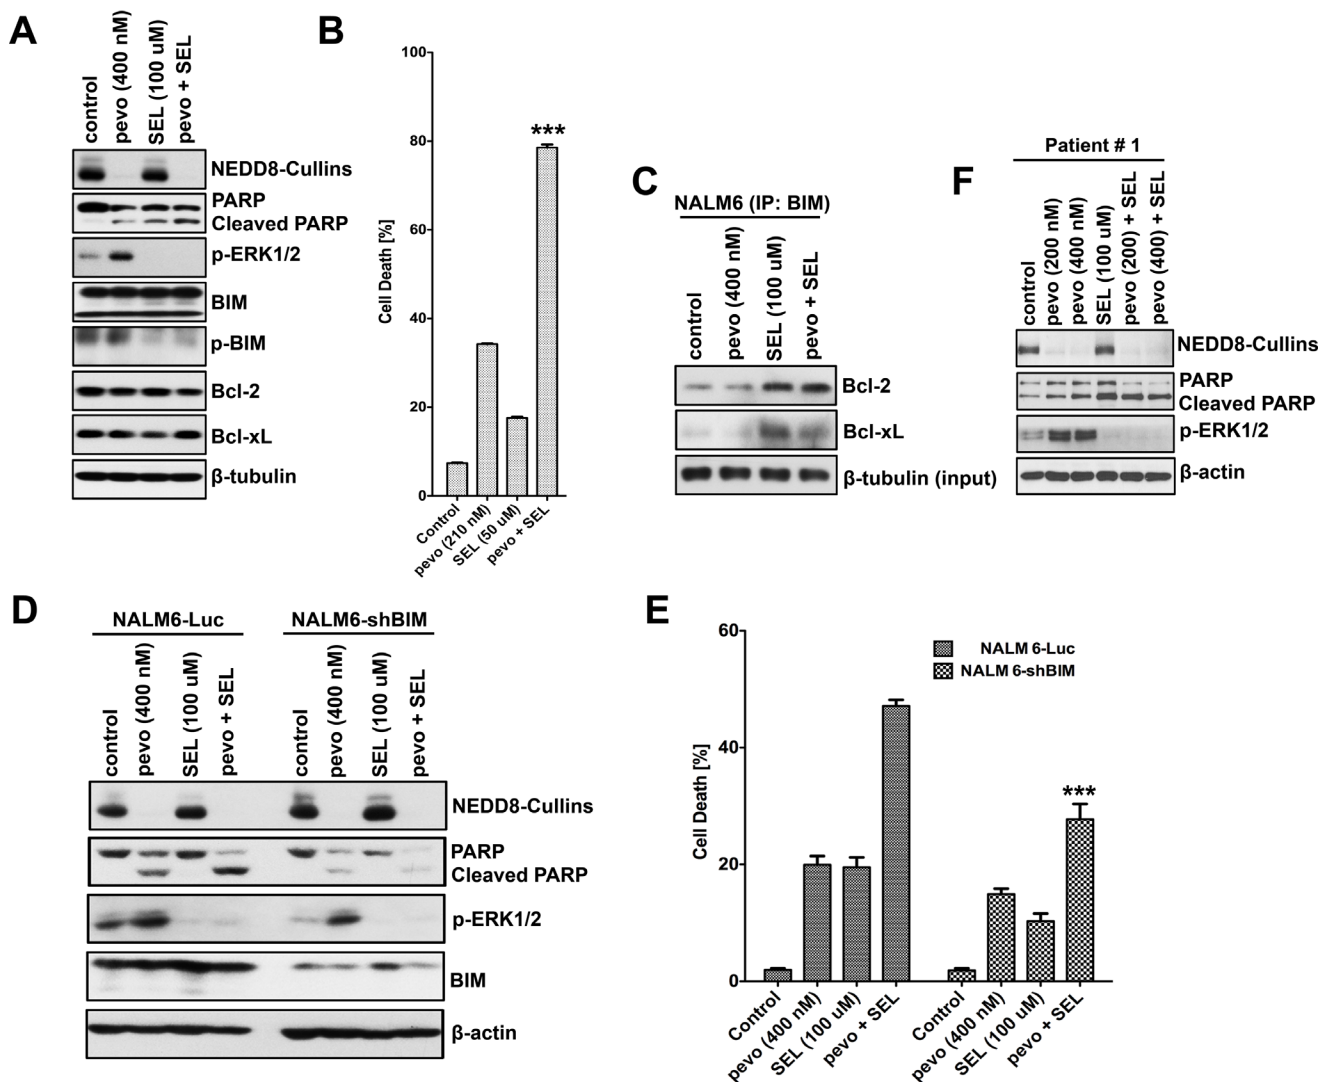 A
control
pevo (400 nM)
SEL (100 uM)
pevo + SEL
NEDD8-Cullins
PARP
Cleaved PARP
p-ERK1/2
BIM
p-BIM
Bcl-2
Bcl-xL
β-tubulin
B
100
80
60
40
20
0
Cell Death [%]
***
Control
pevo (210 nM)
SEL (50 uM)
pevo + SEL
C
NALM6 (IP: BIM)
control
pevo (400 nM)
SEL (100 uM)
pevo + SEL
Bcl-2
Bcl-xL
β-tubulin (input)
F
Patient # 1
control
pevo (200 nM)
pevo (400 nM)
SEL (100 uM)
pevo (200) + SEL
pevo (400) + SEL
NEDD8-Cullins
PARP
Cleaved PARP
p-ERK1/2
β-actin
D
NALM6-Luc
NALM6-shBIM
control
pevo (400 nM)
SEL (100 uM)
pevo + SEL
control
pevo (400 nM)
SEL (100 uM)
pevo + SEL
NEDD8-Cullins
PARP
Cleaved PARP
p-ERK1/2
BIM
β-actin
E
60
40
20
0
Cell Death [%]
NALM 6-Luc
NALM 6-shBIM
***
Control
pevo (400 nM)
SEL (100 uM)
pevo + SEL
Control
pevo (400 nM)
SEL (100 uM)
pevo + SEL